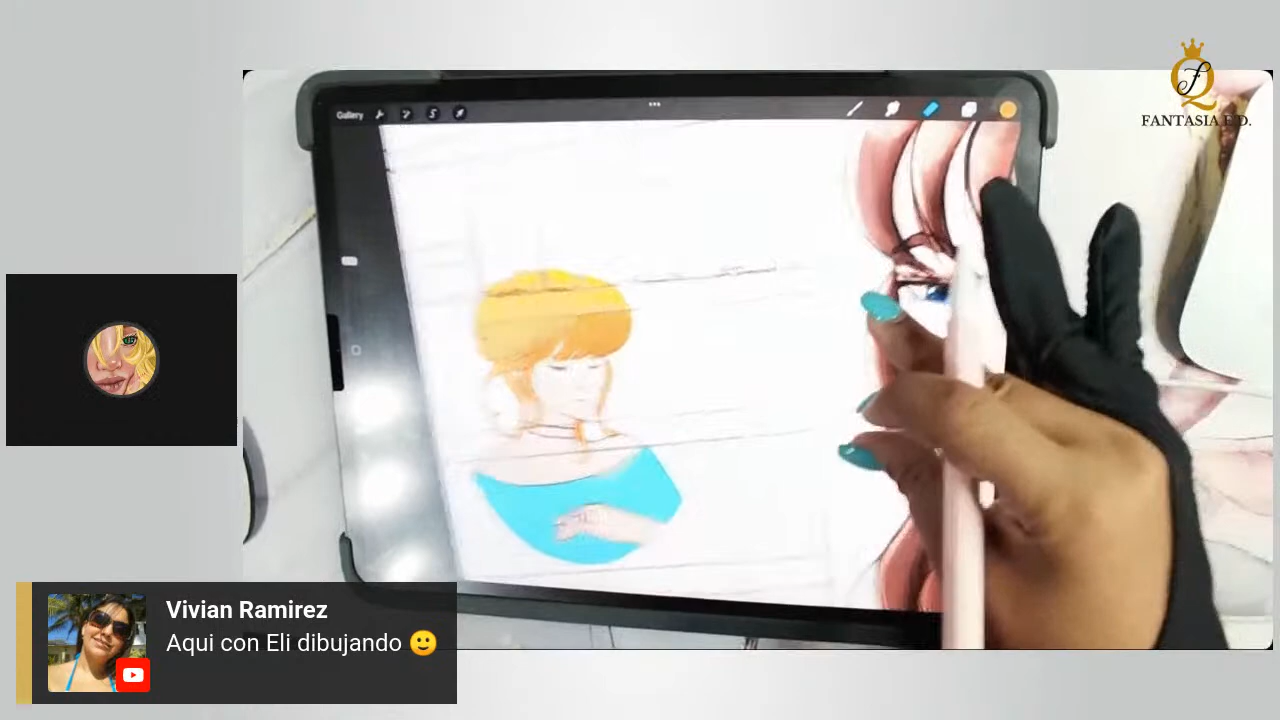 FANTASIA F.D.
Gallery
Vivian Ramirez
Aqui con Eli dibujando 🙂